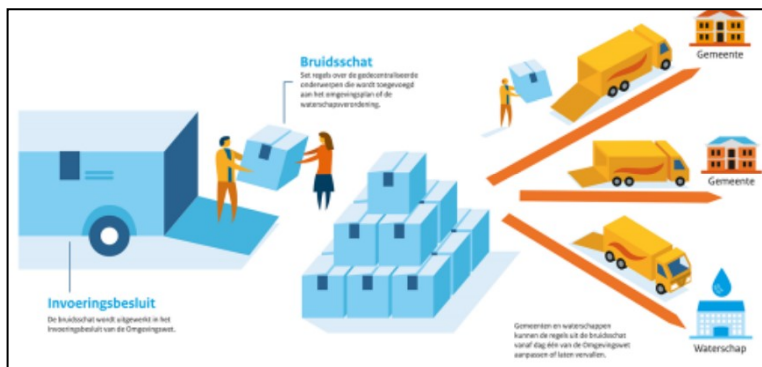 Bruidsschat
Set regels over de gedecentraliseerde
onderwerpen die wordt toegevoegd
aan het omgevingsplan of de
waterschapsverordening.
Gemeente
Gemeente
Invoeringsbesluit
De bruidsschat wordt uitgewerkt in het
Invoeringsbesluit van de Omgevingswet.
Gemeenten en waterschappen
kunnen de regels uit de bruidsschat
vanaf dag één van de Omgevingswet
aanpassen of laten vervallen.
Waterschap